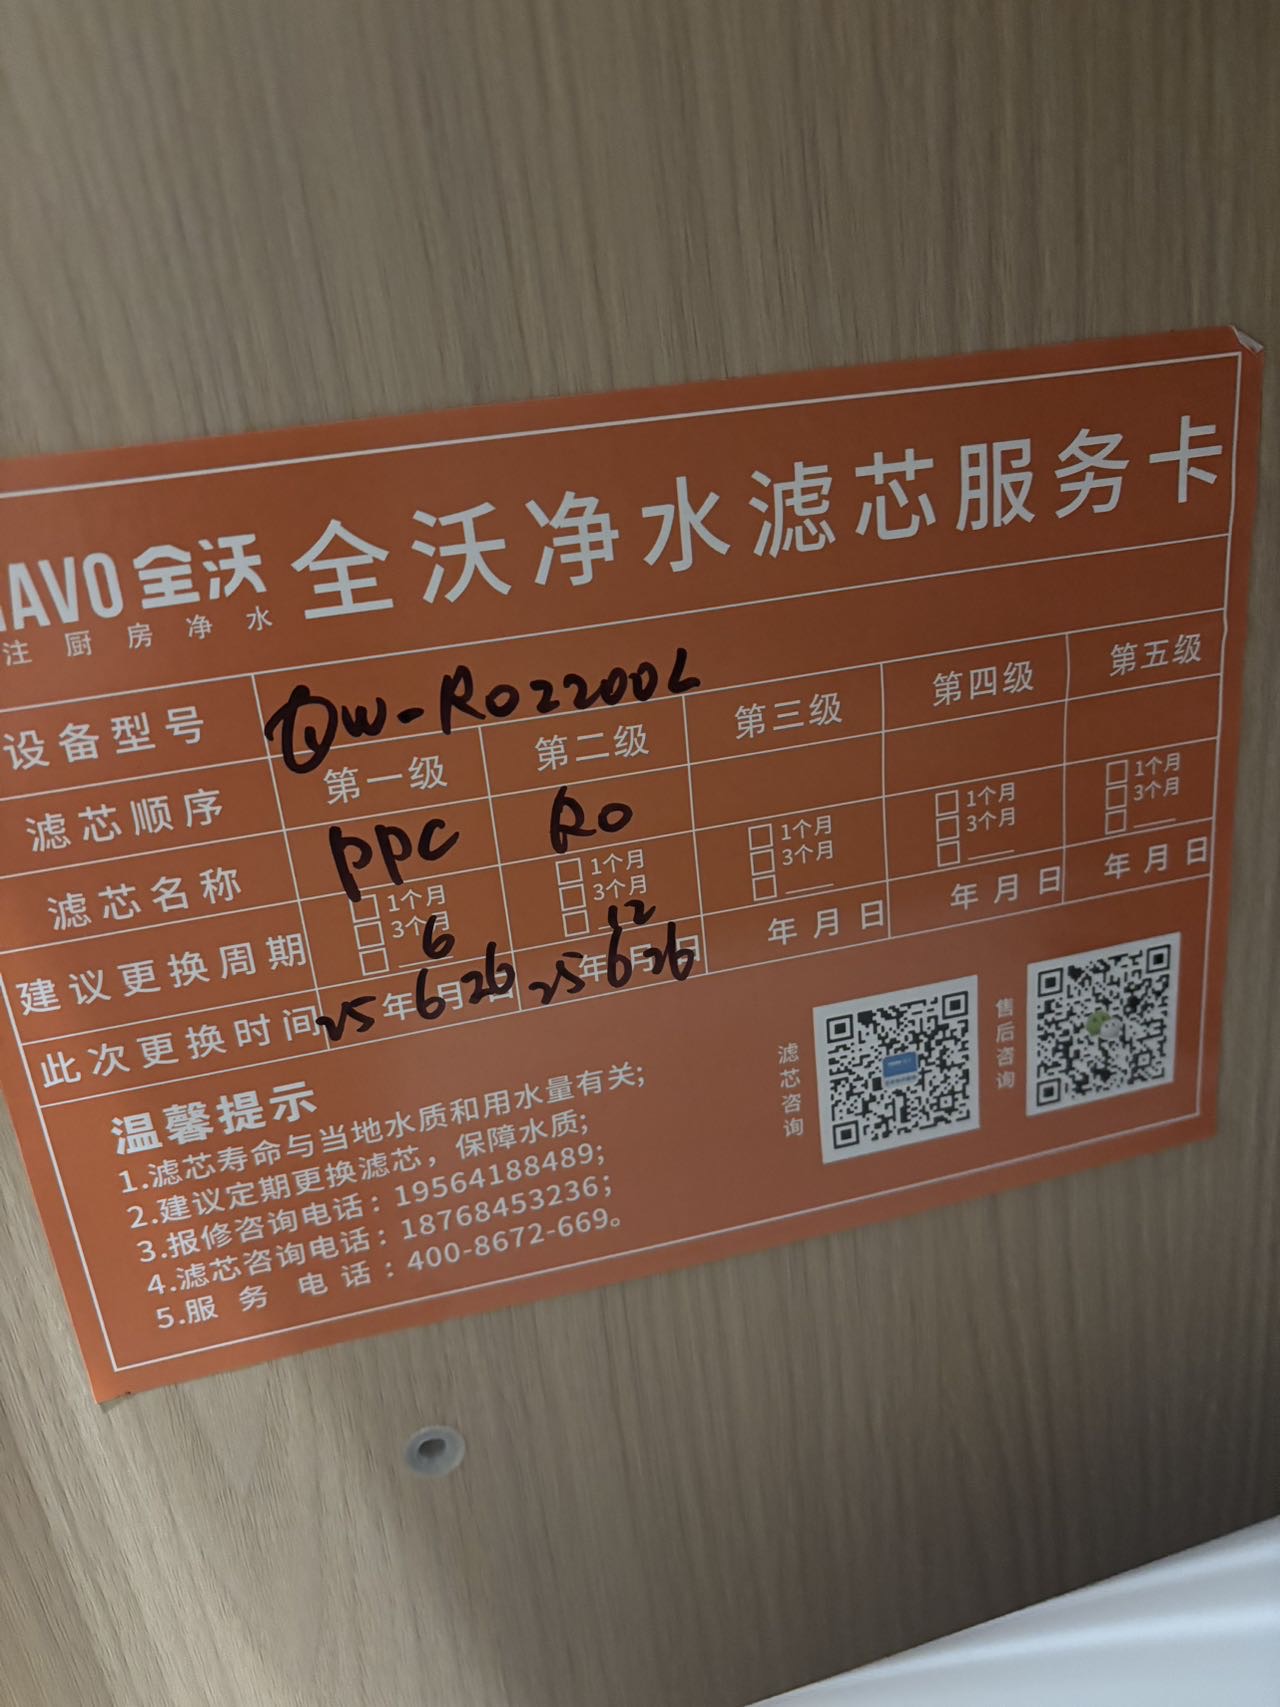 AVO 全沃
注厨房净水
全沃净水滤芯服务卡
设备型号 QW-RO2200L
滤芯顺序 第一级 第二级 第三级 第四级 第五级
滤芯名称 PPC RO
建议更换周期 1个月 3个月 6 1个月 3个月 12 1个月 3个月 1个月 3个月 1个月 3个月
此次更换时间 25年6月26日 25年6月26日 年月日 年月日 年月日
温馨提示
1.滤芯寿命与当地水质和用水量有关;
2.建议定期更换滤芯，保障水质;
3.报修咨询电话：19564188489;
4.滤芯咨询电话：18768453236;
5.服务电话：400-8672-669。
滤芯咨询
售后咨询